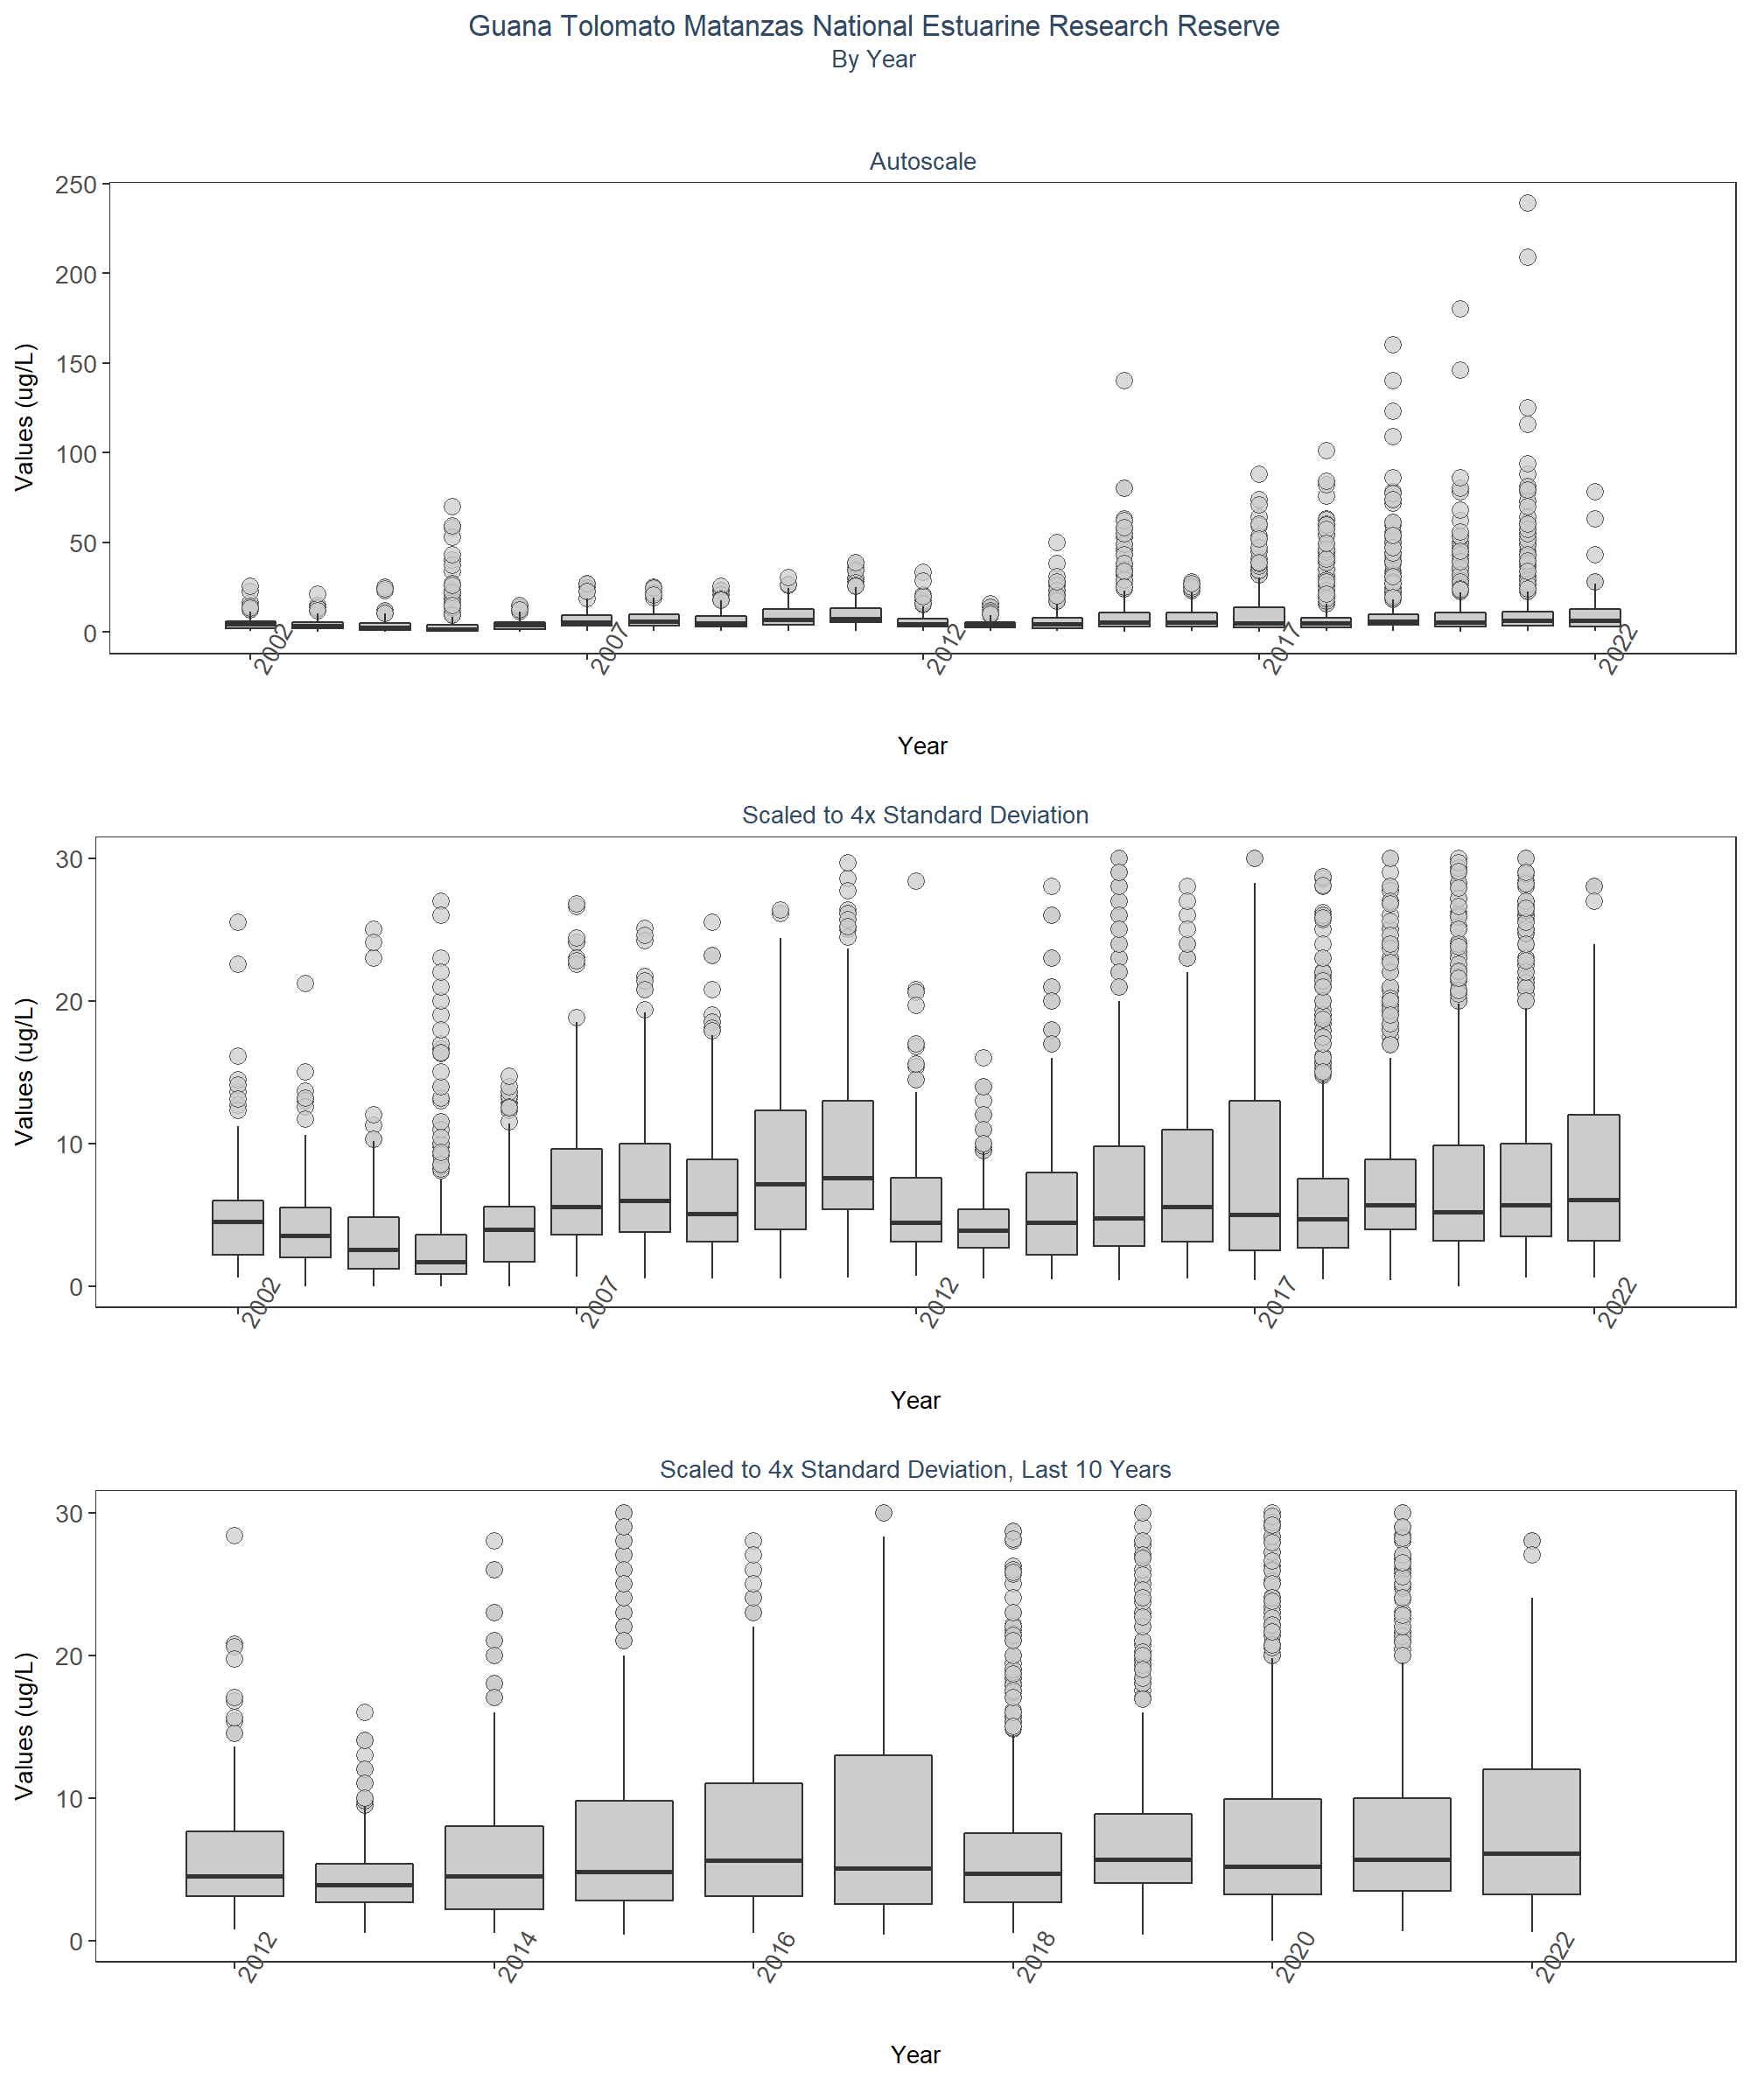 Guana Tolomato Matanzas National Estuarine Research Reserve
By Year
Autoscale
Values (ug/L)
250
200
150
100
50
0
2002
2007
2012
2017
2022
Year
Scaled to 4x Standard Deviation
Values (ug/L)
30
20
10
0
2002
2007
2012
2017
2022
Year
Scaled to 4x Standard Deviation, Last 10 Years
Values (ug/L)
30
20
10
0
2012
2014
2016
2018
2020
2022
Year